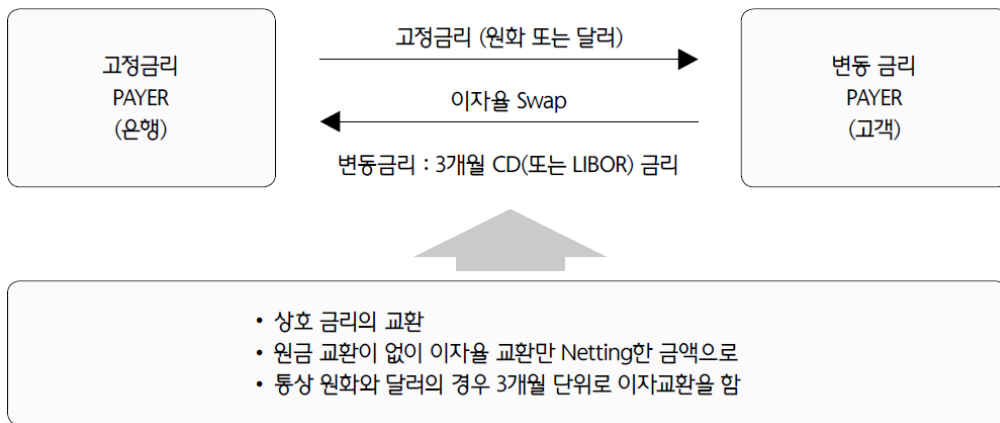 고정금리
PAYER
(은행)
고정금리 (원화 또는 달러)
이자율 Swap
변동금리 : 3개월 CD(또는 LIBOR) 금리
변동 금리
PAYER
(고객)
• 상호 금리의 교환
• 원금 교환이 없이 이자율 교환만 Netting한 금액으로
• 통상 원화와 달러의 경우 3개월 단위로 이자교환을 함